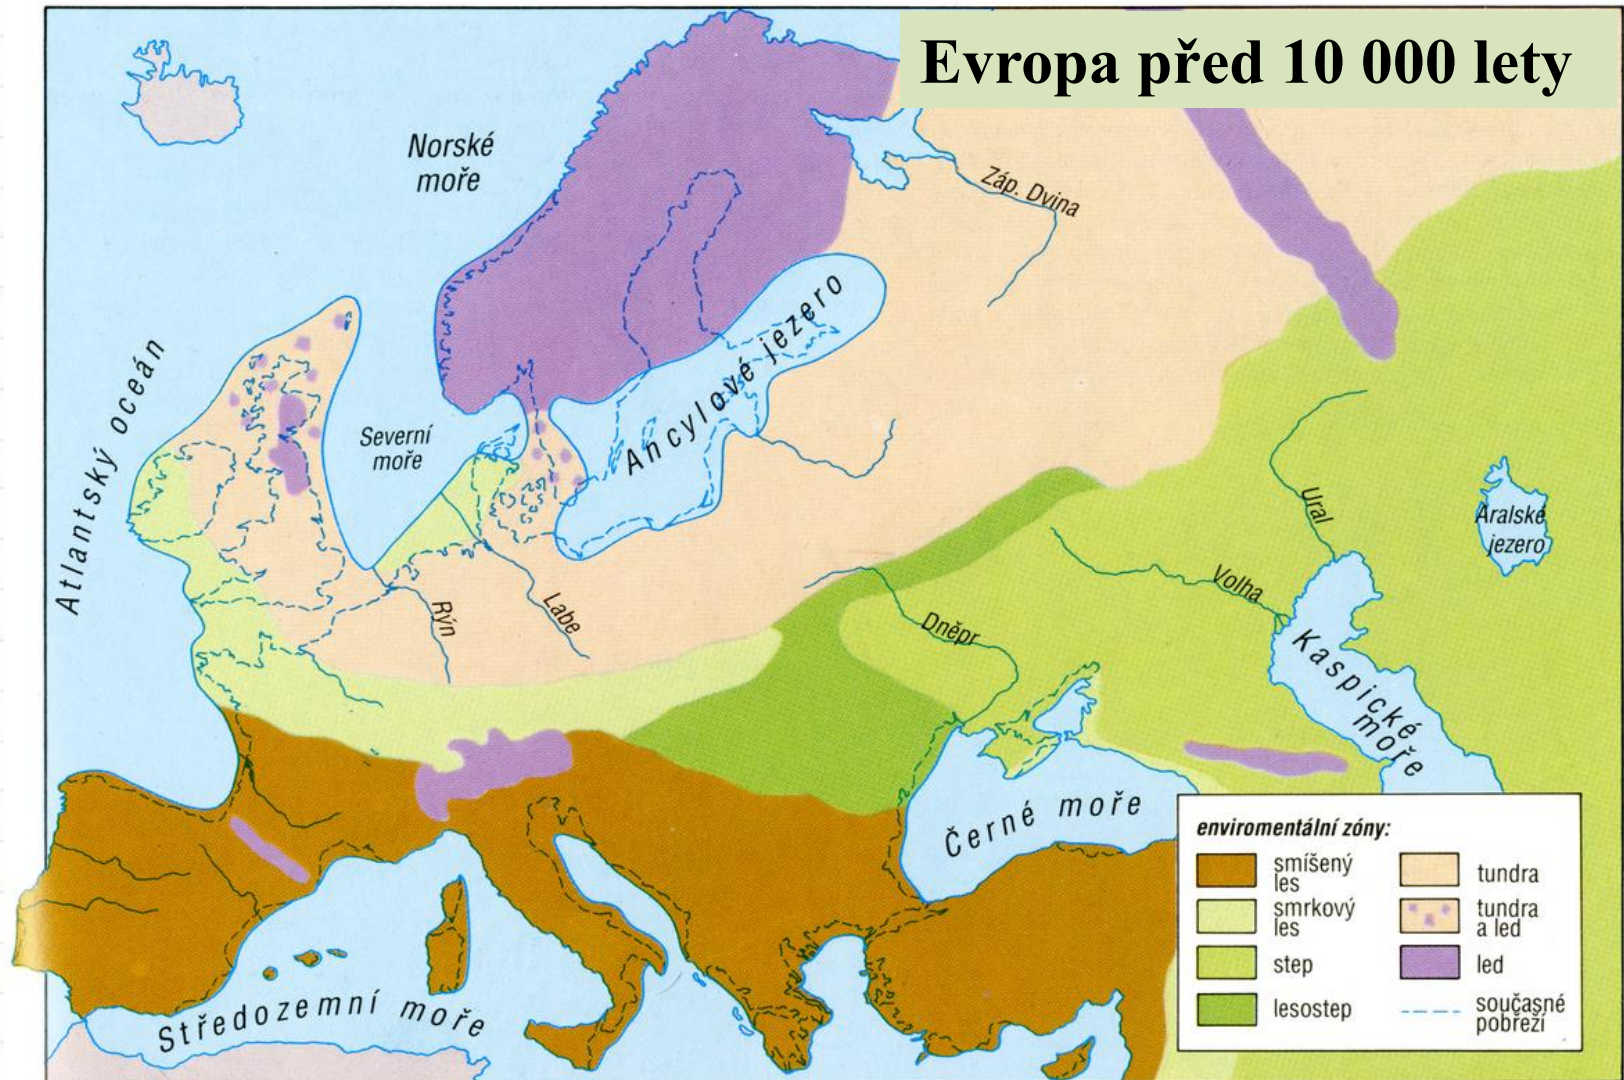 Evropa před 10 000 lety
Norské
moře
Záp. Dvina
Atlantský oceán
Severní
moře
Ancylové jezero
Rýn
Labe
Dněpr
Volha
Ural
Aralské
jezero
Kaspické
moře
Černé moře
Středozemní moře
enviromentální zóny:
smíšený
les
smrkový
les
step
lesostep
tundra
tundra
a led
led
současné
pobřeží